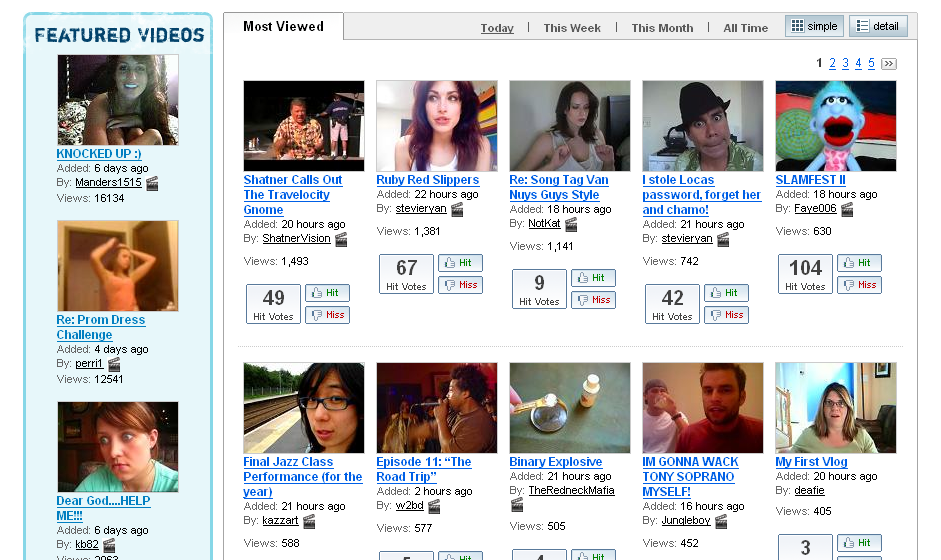 FEATURED VIDEOS
KNOCKED UP :)
Added: 6 days ago
By: Manders1515
Views: 16134
Re: Prom Dress
Challenge
Added: 4 days ago
By: perri1
Views: 12541
Dear God....HELP
ME!!!
Added: 6 days ago
By: kb82
Views: 2063
Most Viewed
Today | This Week | This Month | All Time
simple
detail
1 2 3 4 5 >>
Shatner Calls Out
The Travelocity
Gnome
Added: 20 hours ago
By: ShatnerVision
Views: 1,493
49
Hit Votes
Hit
Miss
Ruby Red Slippers
Added: 22 hours ago
By: stevieryan
Views: 1,381
67
Hit Votes
Hit
Miss
Re: Song Tag Van
Nuys Guys Style
Added: 18 hours ago
By: NotKat
Views: 1,141
9
Hit Votes
Hit
Miss
I stole Locas
password, forget her
and chamo!
Added: 21 hours ago
By: stevieryan
Views: 742
42
Hit Votes
Hit
Miss
SLAMFEST II
Added: 18 hours ago
By: Faye006
Views: 630
104
Hit Votes
Hit
Miss
Final Jazz Class
Performance (for the
year)
Added: 21 hours ago
By: kazzart
Views: 588
Episode 11: “The
Road Trip”
Added: 2 hours ago
By: w2bd
Views: 577
Hit
Binary Explosive
Added: 21 hours ago
By: TheRedneckMafia
Views: 505
Hit
IM GONNA WACK
TONY SOPRANO
MYSELF!
Added: 16 hours ago
By: Jungleboy
Views: 452
My First Vlog
Added: 20 hours ago
By: deafie
Views: 405
3
Hit